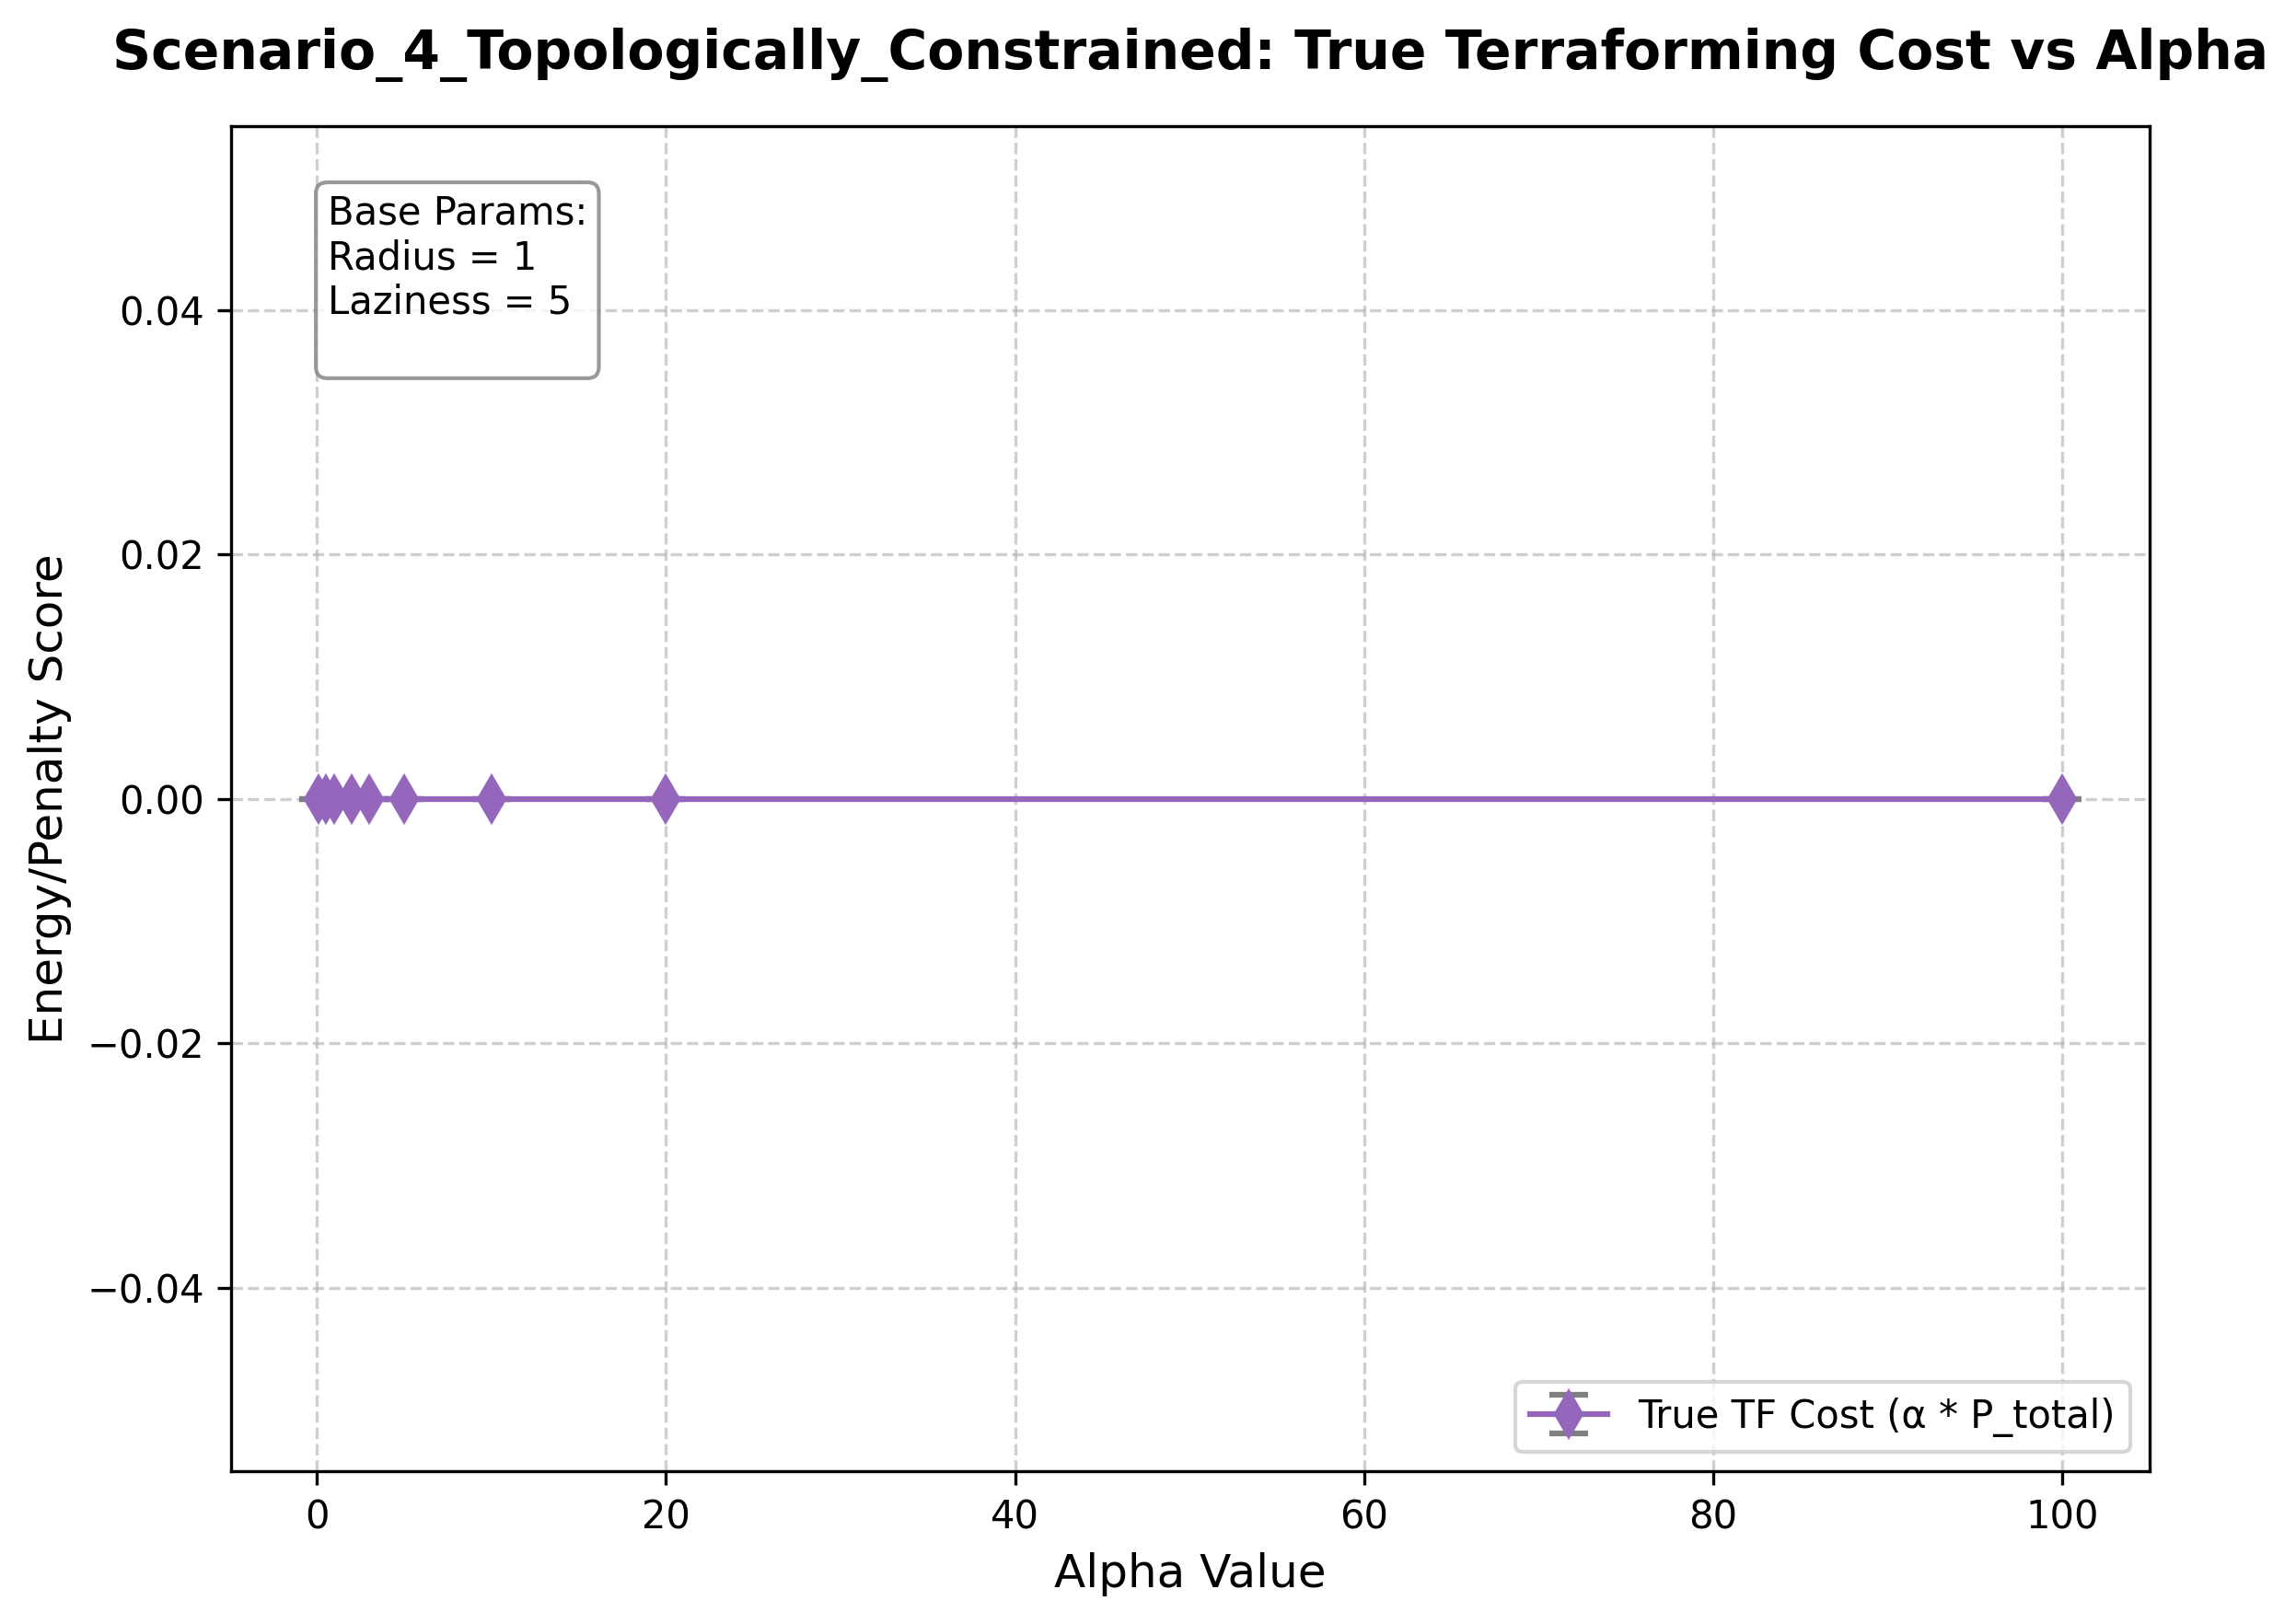 Scenario_4_Topologically_Constrained: True Terraforming Cost vs Alpha
Base Params:
Radius = 1
Laziness = 5
Energy/Penalty Score
0.04
0.02
0.00
−0.02
−0.04
True TF Cost (α * P_total)
0 20 40 60 80 100
Alpha Value